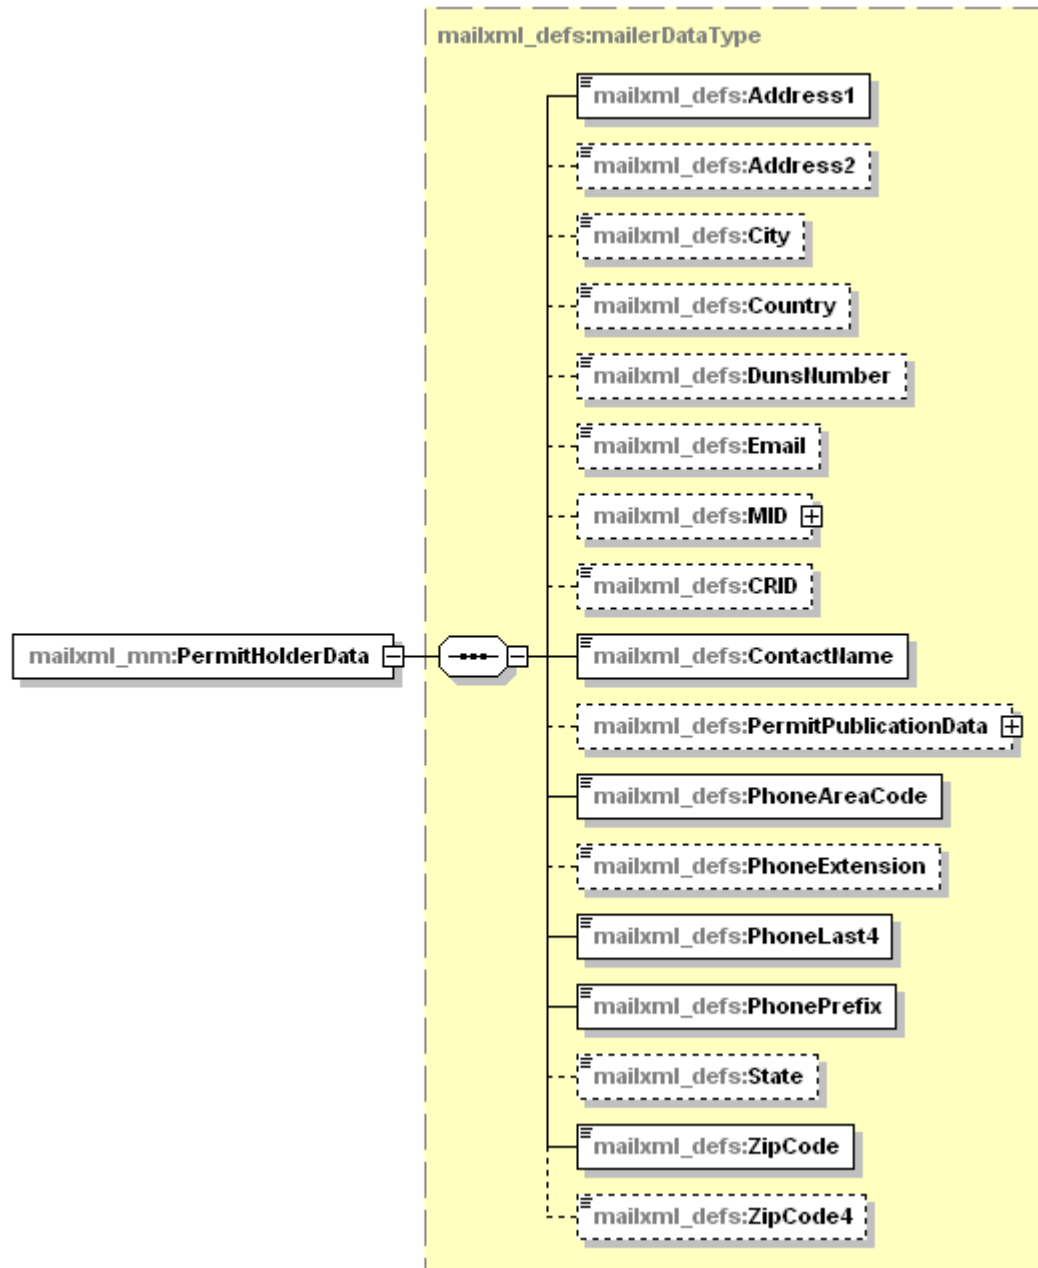 mailxml_defs:mailerDataType
mailxml_defs:Address1
mailxml_defs:Address2
mailxml_defs:City
mailxml_defs:Country
mailxml_defs:DunsNumber
mailxml_defs:Email
mailxml_defs:MID
mailxml_defs:CRID
mailxml_mm:PermitHolderData
mailxml_defs:ContactName
mailxml_defs:PermitPublicationData
mailxml_defs:PhoneAreaCode
mailxml_defs:PhoneExtension
mailxml_defs:PhoneLast4
mailxml_defs:PhonePrefix
mailxml_defs:State
mailxml_defs:ZipCode
mailxml_defs:ZipCode4